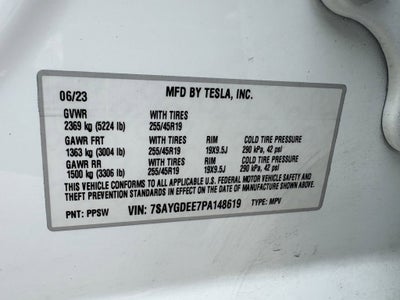 06/23 MFD BY TESLA, INC.
GVWR WITH TIRES
2369 kg (5224 lb) 255/45R19
GAWR FRT WITH TIRES RIM COLD TIRE PRESSURE
1363 kg (3004 lb) 255/45R19 19X9.5J 290 kPa, 42 psi
GAWR RR WITH TIRES RIM COLD TIRE PRESSURE
1500 kg (3306 lb) 255/45R19 19X9.5J 290 kPa, 42 psi
THIS VEHICLE CONFORMS TO ALL APPLICABLE U.S. FEDERAL MOTOR VEHICLE SAFETY AND
THEFT PREVENTION STANDARDS IN EFFECT ON THE DATE OF MANUFACTURE SHOWN ABOVE.
PNT: PPSW VIN: 7SAYGDEE7PA148619 TYPE: MPV